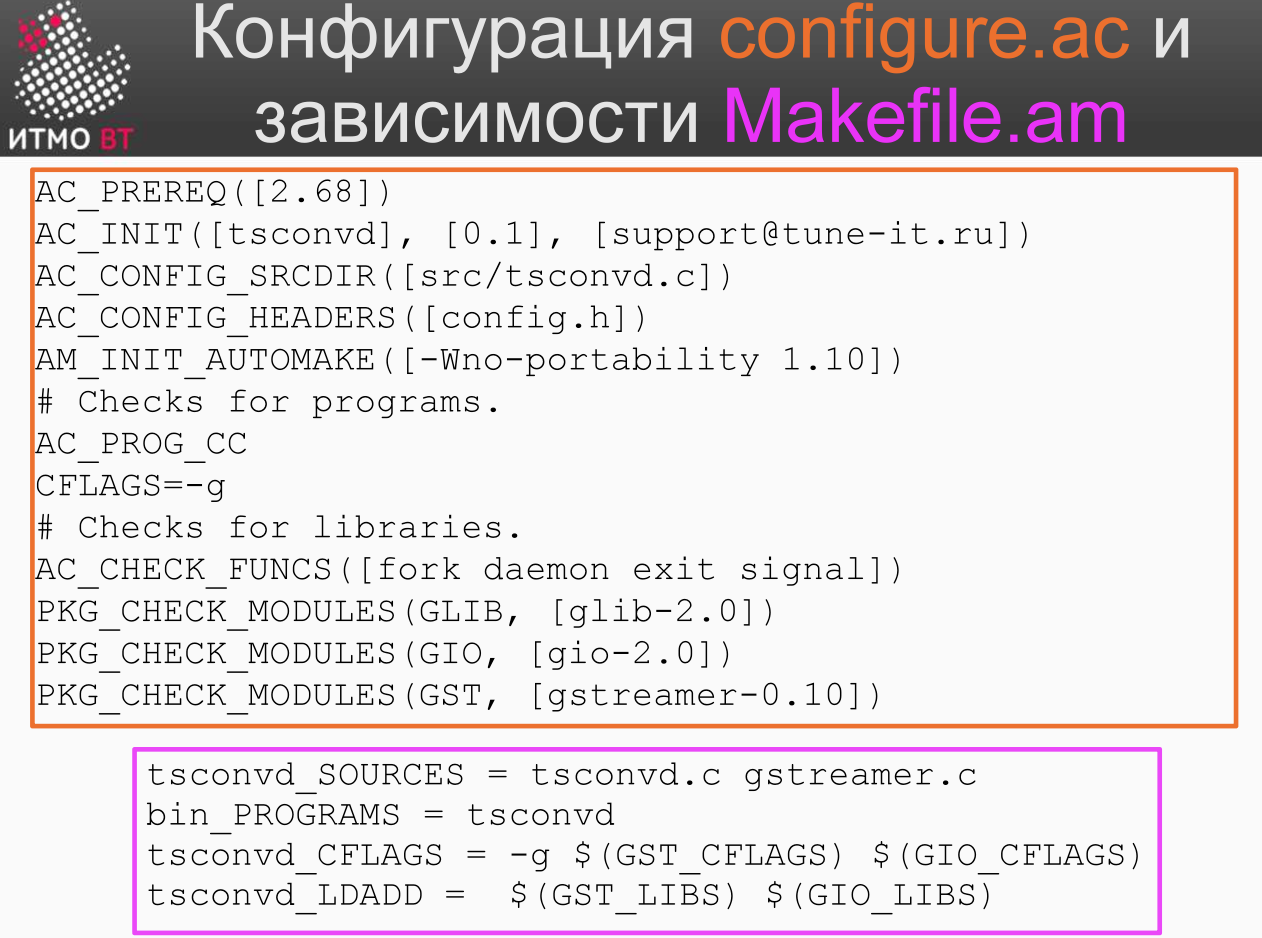 Конфигурация configure.ac и
зависимости Makefile.am
ИТМО ВТ
AC_PREREQ([2.68])
AC_INIT([tsconvd], [0.1], [support@tune-it.ru])
AC_CONFIG_SRCDIR([src/tsconvd.c])
AC_CONFIG_HEADERS([config.h])
AM_INIT_AUTOMAKE([-Wno-portability 1.10])
# Checks for programs.
AC_PROG_CC
CFLAGS=-g
# Checks for libraries.
AC_CHECK_FUNCS([fork daemon exit signal])
PKG_CHECK_MODULES(GLIB, [glib-2.0])
PKG_CHECK_MODULES(GIO, [gio-2.0])
PKG_CHECK_MODULES(GST, [gstreamer-0.10])
tsconvd_SOURCES = tsconvd.c gstreamer.c
bin_PROGRAMS = tsconvd
tsconvd_CFLAGS = -g $(GST_CFLAGS) $(GIO_CFLAGS)
tsconvd_LDADD =  $(GST_LIBS) $(GIO_LIBS)